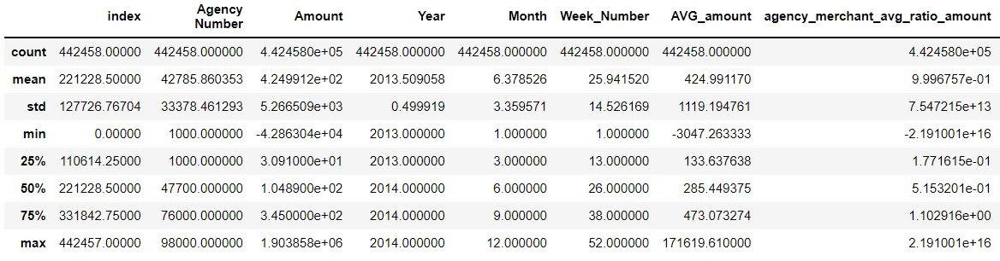 index Agency Number Amount Year Month Week_Number AVG_amount agency_merchant_avg_ratio_amount
count 442458.00000 442458.000000 4.424580e+05 442458.000000 442458.000000 442458.000000 442458.000000 4.424580e+05
mean 221228.50000 42785.860353 4.249912e+02 2013.509058 6.378526 25.941520 424.991170 9.996757e-01
std 127726.76704 33378.461293 5.266509e+03 0.499919 3.359571 14.526169 1119.194761 7.547215e+13
min 0.00000 1000.000000 -4.286304e+04 2013.000000 1.000000 1.000000 -3047.263333 -2.191001e+16
25% 110614.25000 1000.000000 3.091000e+01 2013.000000 3.000000 13.000000 133.637638 1.771615e-01
50% 221228.50000 47700.000000 1.048900e+02 2014.000000 6.000000 26.000000 285.449375 5.153201e-01
75% 331842.75000 76000.000000 3.450000e+02 2014.000000 9.000000 38.000000 473.073274 1.102916e+00
max 442457.00000 98000.000000 1.903858e+06 2014.000000 12.000000 52.000000 171619.610000 2.191001e+16